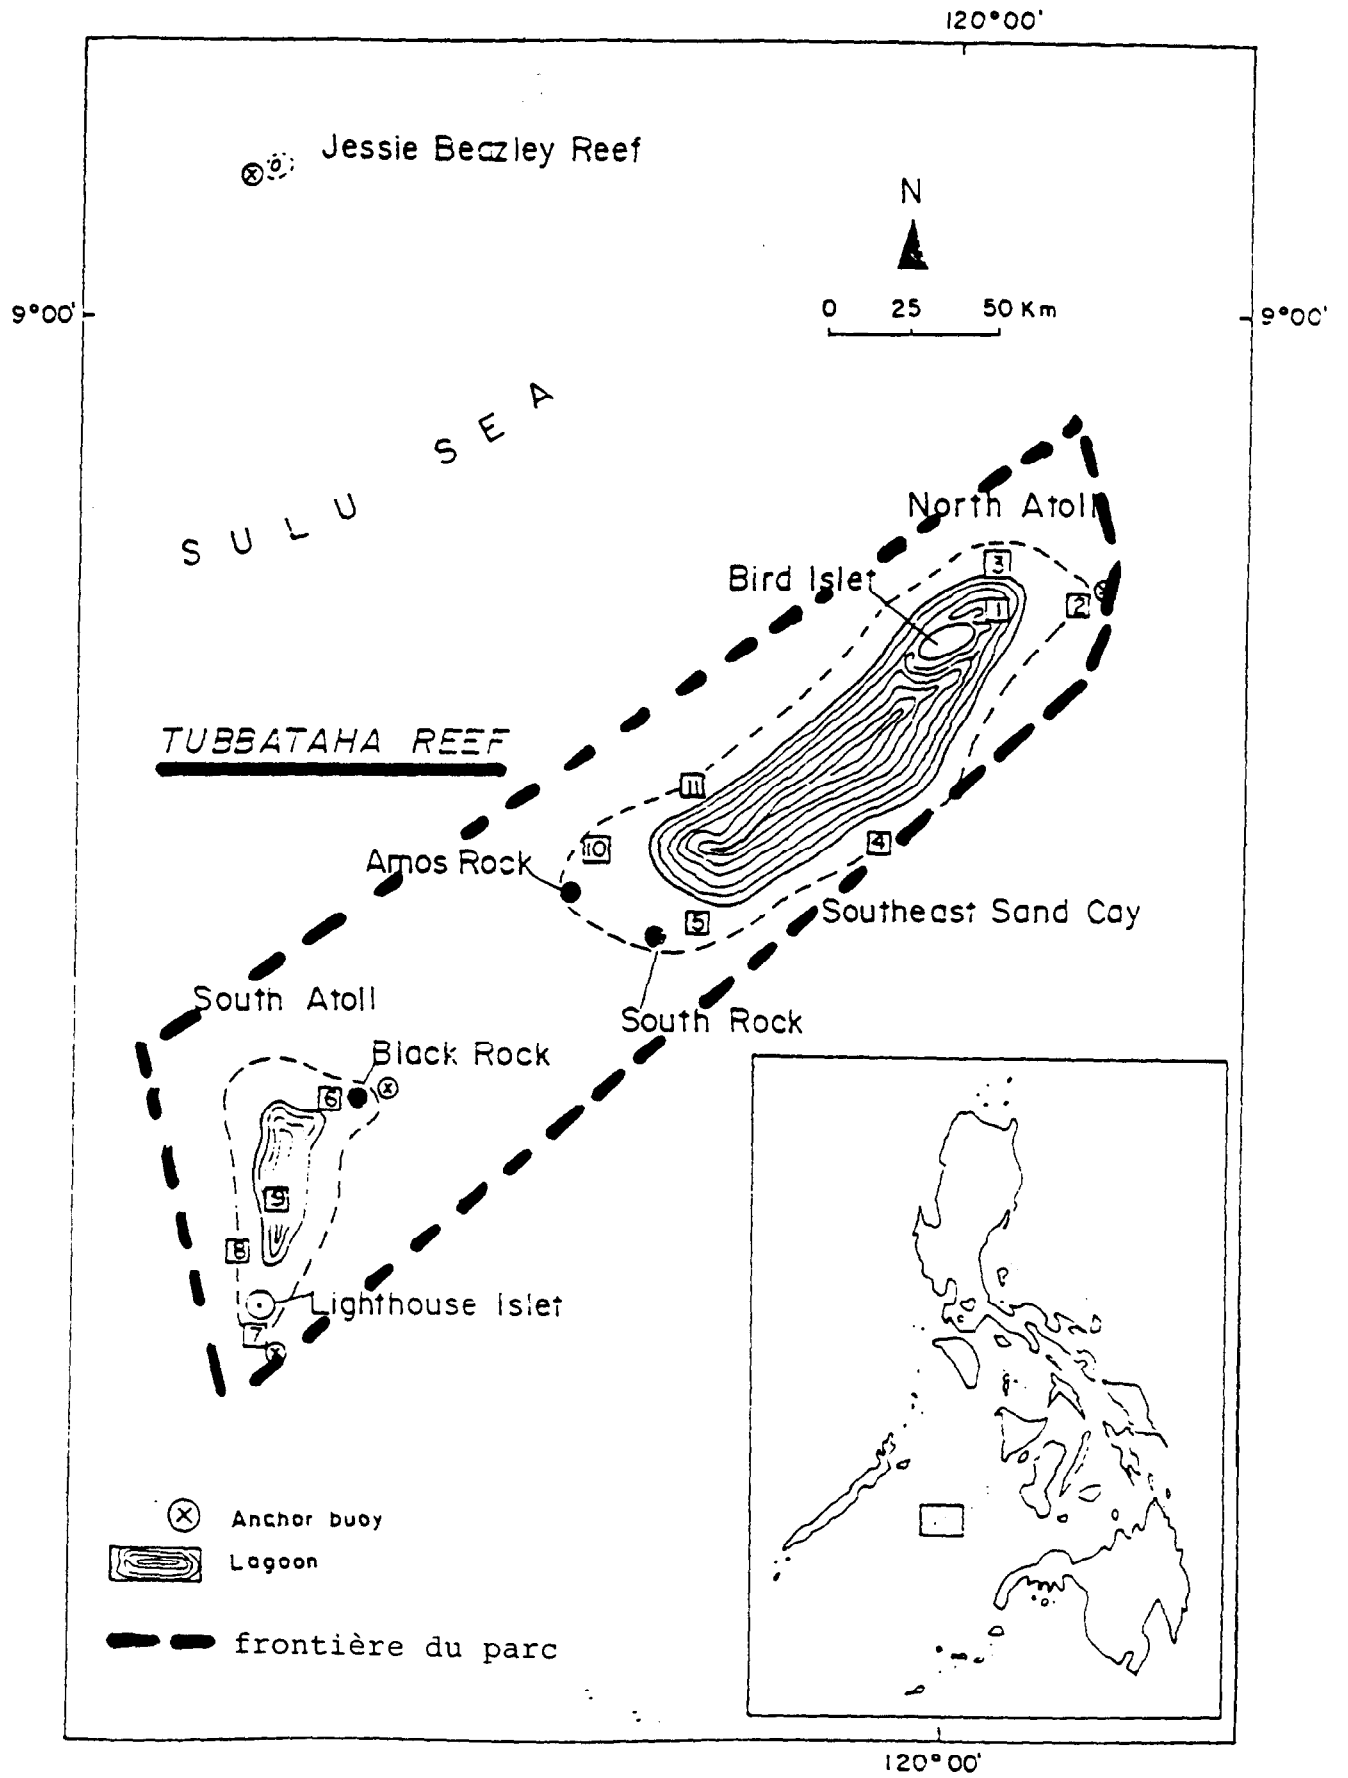 120°00'
Jessie Beazley Reef
N
0 25 50 Km
9°00'
9°00'
SULU SEA
North Atoll
3
Bird Islet
1
2
TUBBATAHA REEF
11
10
4
Amos Rock
5
Southeast Sand Cay
South Atoll
South Rock
Black Rock
6
9
8
Lighthouse Islet
7
Anchor buoy
Lagoon
frontière du parc
120°00'